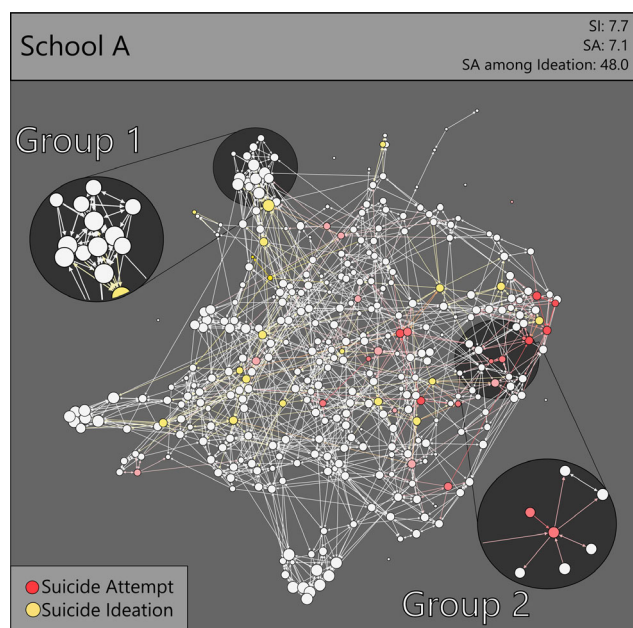 School A
SI: 7.7
SA: 7.1
SA among Ideation: 48.0
Group 1
Group 2
Suicide Attempt
Suicide Ideation